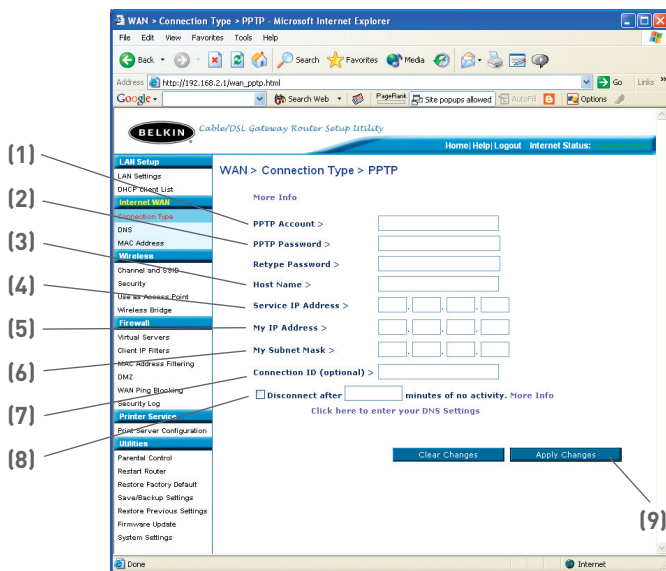 WAN > Connection Type > PPTP - Microsoft Internet Explorer
File Edit View Favorites Tools Help
Back Search Favorites Media
Address http://192.168.2.1/wan_pptp.html Go Links »
Google Search Web PageRank Site popups allowed AutoFill Options
BELKIN Cable/DSL Gateway Router Setup Utility
Home| Help| Logout Internet Status:
LAN Setup
LAN Settings
DHCP Client List
Internet WAN
Connection Type
DNS
MAC Address
Wireless
Channel and SSID
Security
Use as Access Point
Wireless Bridge
Firewall
Virtual Servers
Client IP Filters
MAC Address Filtering
DMZ
WAN Ping Blocking
Security Log
Printer Service
Print Server Configuration
Utilities
Parental Control
Restart Router
Restore Factory Default
Save/Backup Settings
Restore Previous Settings
Firmware Update
System Settings
WAN > Connection Type > PPTP
More Info
PPTP Account >
PPTP Password >
Retype Password >
Host Name >
Service IP Address > . . .
My IP Address > . . .
My Subnet Mask > . . .
Connection ID (optional) >
Disconnect after minutes of no activity. More Info
Click here to enter your DNS Settings
Clear Changes Apply Changes
Done Internet
(1)
(2)
(3)
(4)
(5)
(6)
(7)
(8)
(9)